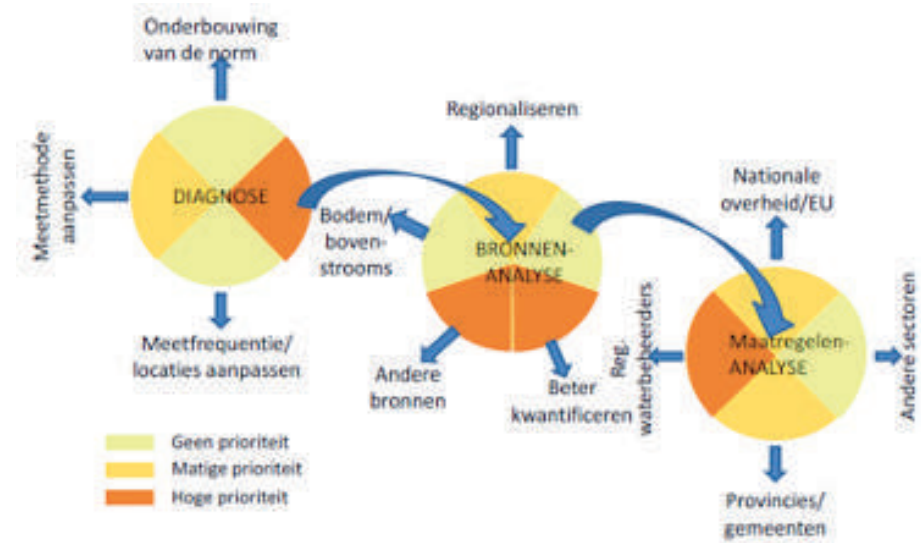 Onderbouwing
van de norm
Meetmethode
aanpassen
DIAGNOSE
Meetfrequentie/
locaties aanpassen
Regionaliseren
Bodem/
boven-
strooms
BRONNEN-
ANALYSE
Andere
bronnen
Beter
kwantificeren
Nationale
overheid/EU
Reg.
waterbeheerders
Maatregelen-
ANALYSE
Andere sectoren
Provincies/
gemeenten
Geen prioriteit
Matige prioriteit
Hoge prioriteit